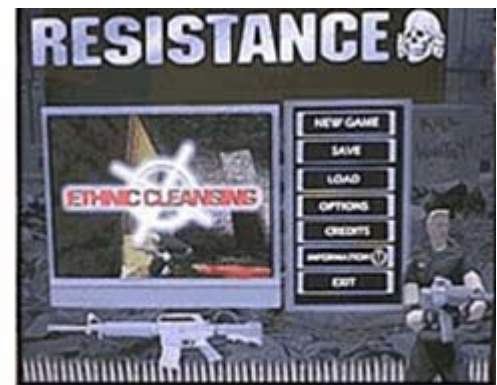 RESISTANCE
ETHNIC CLEANSING
NEW GAME
SAVE
LOAD
OPTIONS
CREDITS
INFORMATION
EXIT